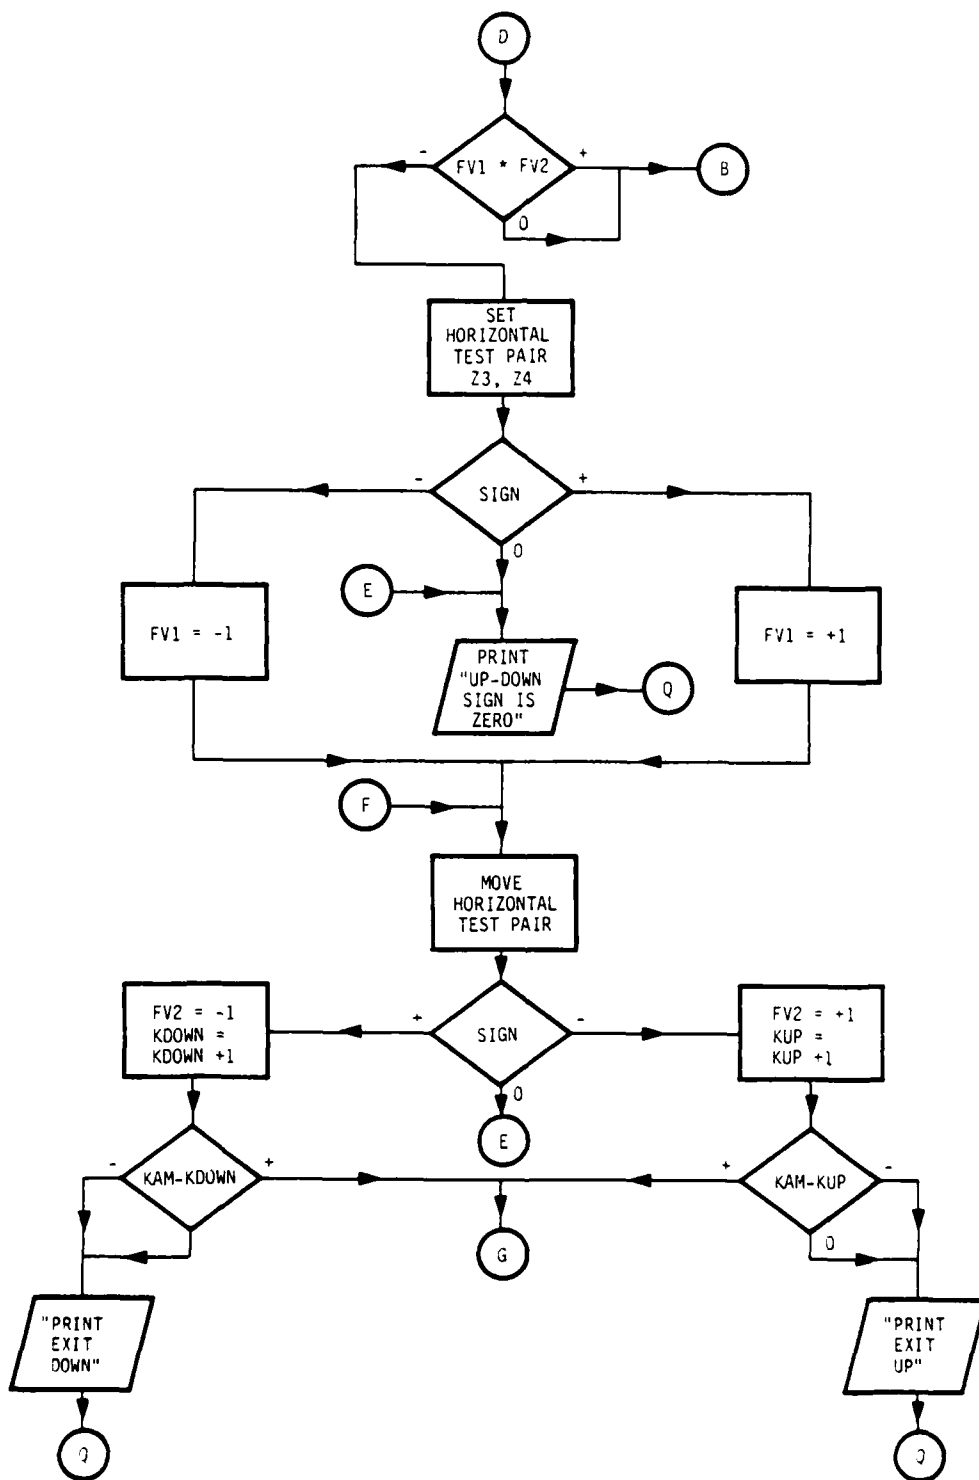 D
-
FV1 * FV2
+
B
0
SET
HORIZONTAL
TEST PAIR
Z3, Z4
-
SIGN
+
0
E
FV1 = -1
FV1 = +1
PRINT
"UP-DOWN
SIGN IS
ZERO"
Q
F
MOVE
HORIZONTAL
TEST PAIR
FV2 = -1
KDOWN =
KDOWN +1
+
SIGN
-
FV2 = +1
KUP =
KUP +1
0
E
-
KAM-KDOWN
+
+
KAM-KUP
-
0
G
"PRINT
EXIT
DOWN"
"PRINT
EXIT
UP"
Q
Q